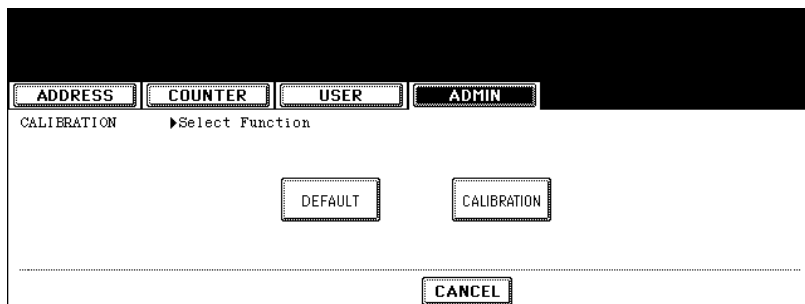 ADDRESS COUNTER USER ADMIN
CALIBRATION ▶Select Function
DEFAULT CALIBRATION
CANCEL